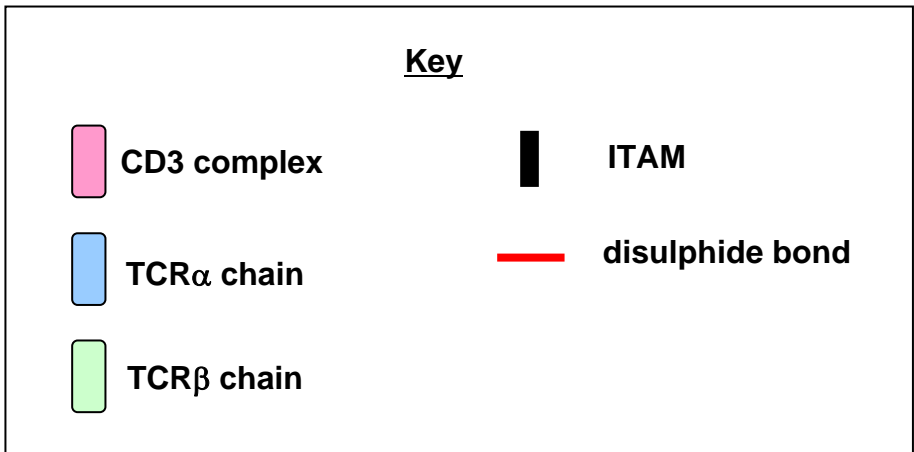 Key
CD3 complex
TCRα chain
TCRβ chain
ITAM
disulphide bond